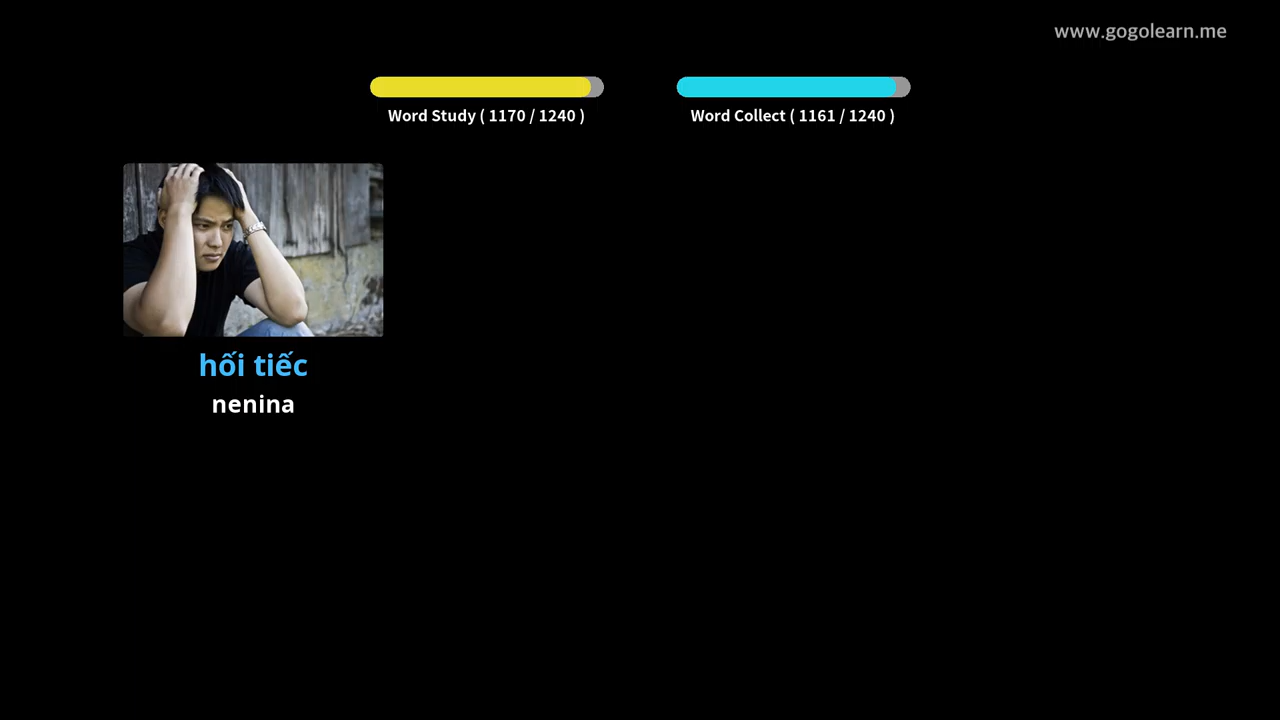 www.gogolearn.me
Word Study ( 1170 / 1240 )
Word Collect ( 1161 / 1240 )
hối tiếc
nenina